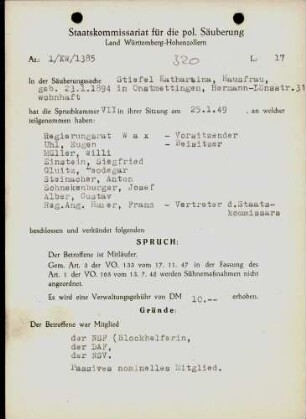 Staatskommissariat für die pol. Säuberung
Land Württemberg-Hohenzollern
Az.: 1/KW/1385 320 L. 17
In der Säuberungssache Stiefel Katharina, Hausfrau,
geb. 23.1.1894 in Onstmettingen, Hermann-Lönsstr.31
wohnhaft
hat die Spruchkammer VII in ihrer Sitzung am 25.1.49 , an welcher
teilgenommen haben:
Regierungsrat W a x - Vorsitzender
Uhl, Eugen - Beisitzer
Müller, Willi
Einstein, Siegfried
Steinacher, Anton
Schnekenburger, Josef
Alber, Gustav
Reg.Ang. Franz - Vertreter d.Staats-
kommissars
beschlossen und verkündet folgenden
SPRUCH:
Der Betroffene ist Mitläufer.
Gem. Art. 3 der VO. 133 vom 17. 11. 47 in der Fassung des
Art. 1 der VO. 165 vom 13. 7. 48 werden Sühnemaßnahmen nicht
angeordnet.
Es wird eine Verwaltungsgebühr von DM 10.-- erhoben.
Gründe:
Der Betroffene war Mitglied
der NSF (Blockhelferin,
der DAF,
der NSV.
Passives nominelles Mitglied.